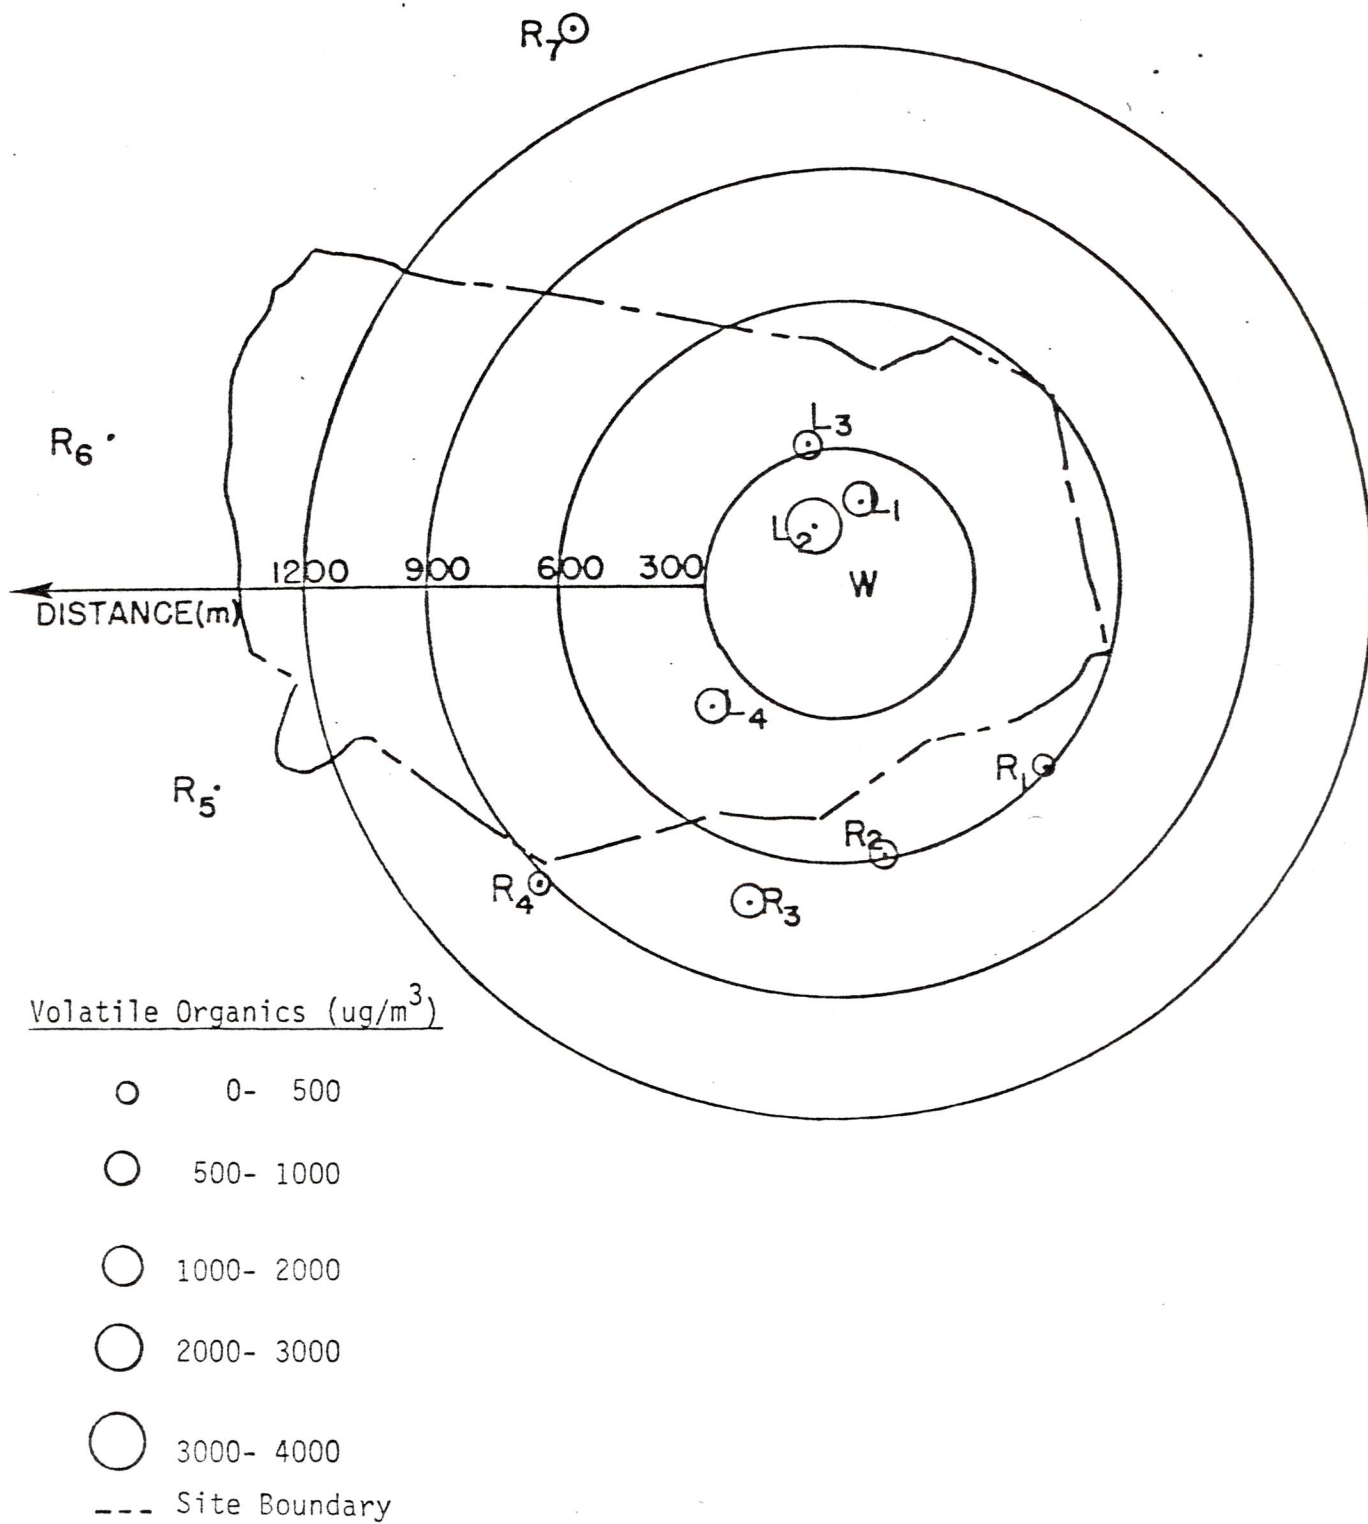 R7
L3
R6
L1
L2
1200 900 600 300
W
DISTANCE(m)
L4
R1
R5
R2
R4
R3
Volatile Organics (ug/m³)
0- 500
500- 1000
1000- 2000
2000- 3000
3000- 4000
--- Site Boundary